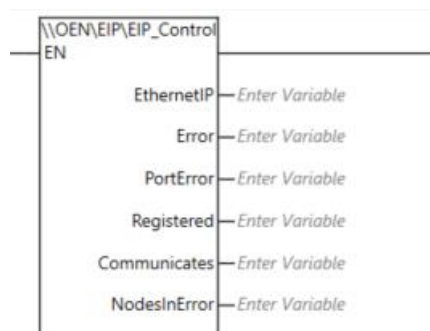 \\OEN\EIP\EIP_Control
EN
EthernetIP Enter Variable
Error Enter Variable
PortError Enter Variable
Registered Enter Variable
Communicates Enter Variable
NodesInError Enter Variable